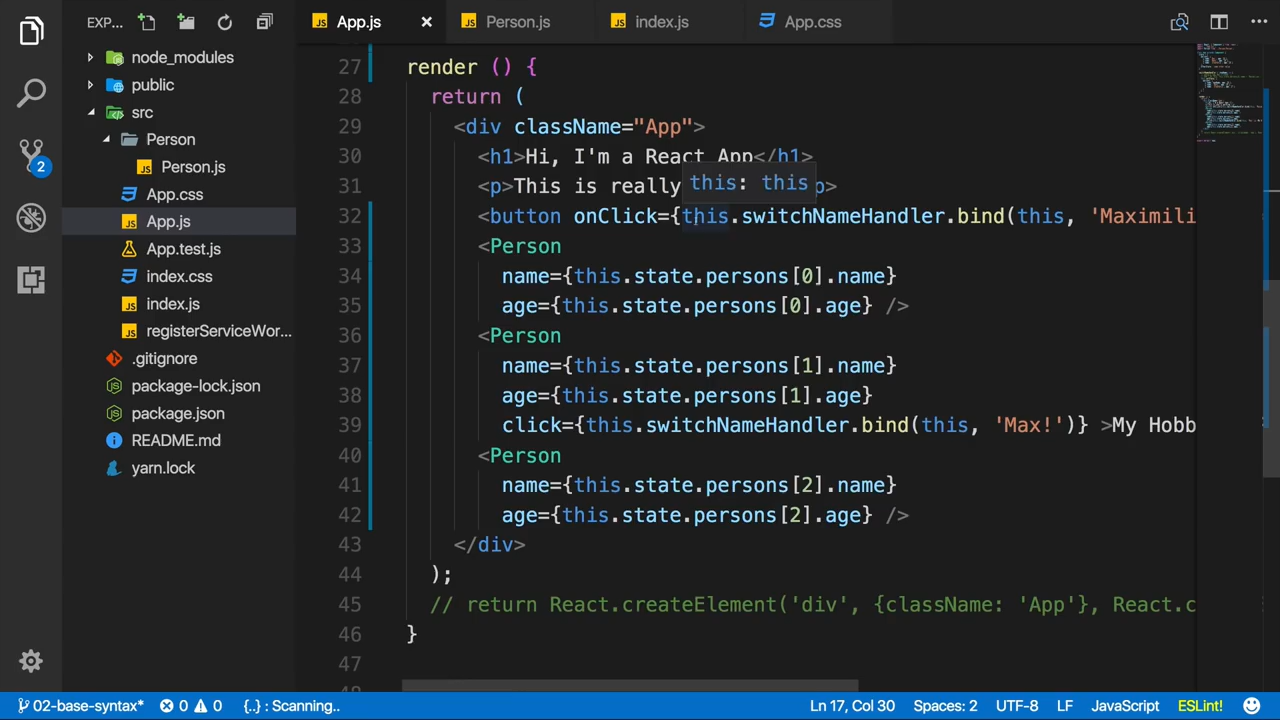 EXP...
App.js
Person.js
index.js
App.css
node_modules
public
src
Person
Person.js
App.css
App.js
App.test.js
index.css
index.js
registerServiceWor...
.gitignore
package-lock.json
package.json
README.md
yarn.lock
2
27 render () {
28 return (
29 <div className="App">
30 <h1>Hi, I'm a React App</h1>
31 <p>This is really p>
this: this
32 <button onClick={this.switchNameHandler.bind(this, 'Maximili
33 <Person
34 name={this.state.persons[0].name}
35 age={this.state.persons[0].age} />
36 <Person
37 name={this.state.persons[1].name}
38 age={this.state.persons[1].age}
39 click={this.switchNameHandler.bind(this, 'Max!')} >My Hobb
40 <Person
41 name={this.state.persons[2].name}
42 age={this.state.persons[2].age} />
43 </div>
44 );
45 // return React.createElement('div', {className: 'App'}, React.c
46 }
47
02-base-syntax* 0 0 {..} : Scanning.. Ln 17, Col 30 Spaces: 2 UTF-8 LF JavaScript ESLint!